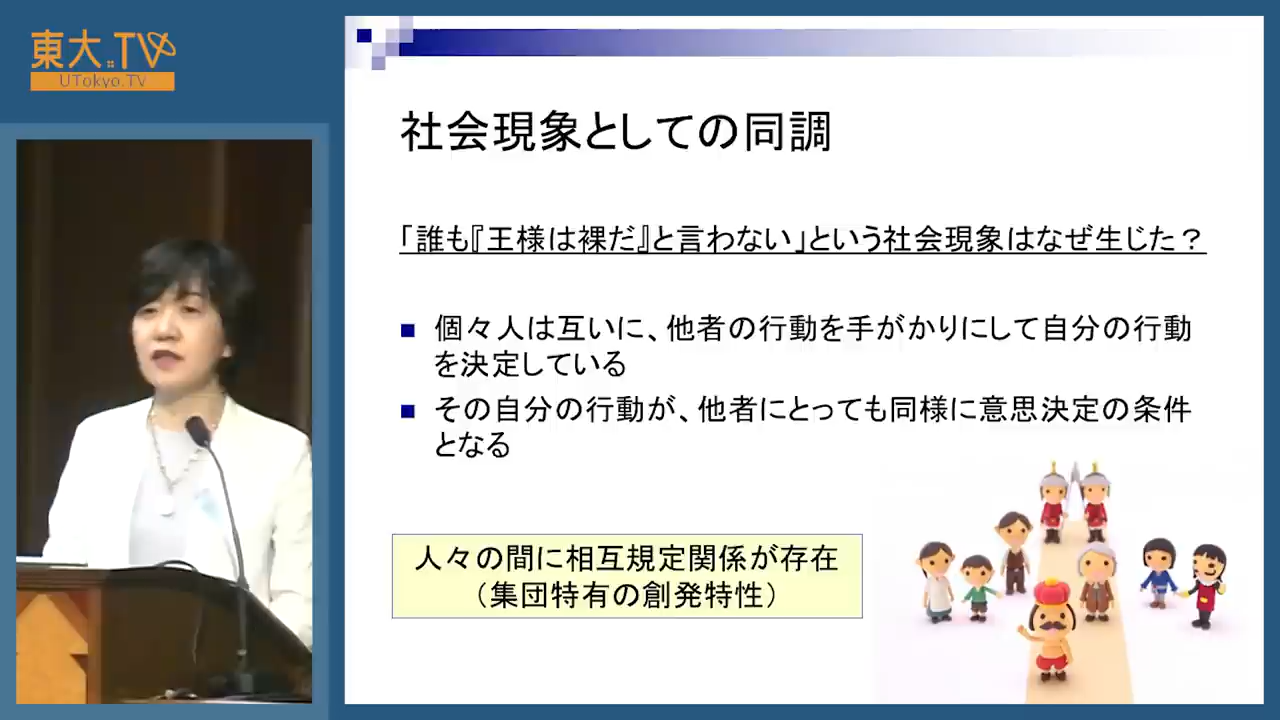 東大.TV
UTokyo.TV
社会現象としての同調
「誰も『王様は裸だ』と言わない」という社会現象はなぜ生じた？
個々人は互いに、他者の行動を手がかりにして自分の行動
を決定している
その自分の行動が、他者にとっても同様に意思決定の条件
となる
人々の間に相互規定関係が存在
（集団特有の創発特性）